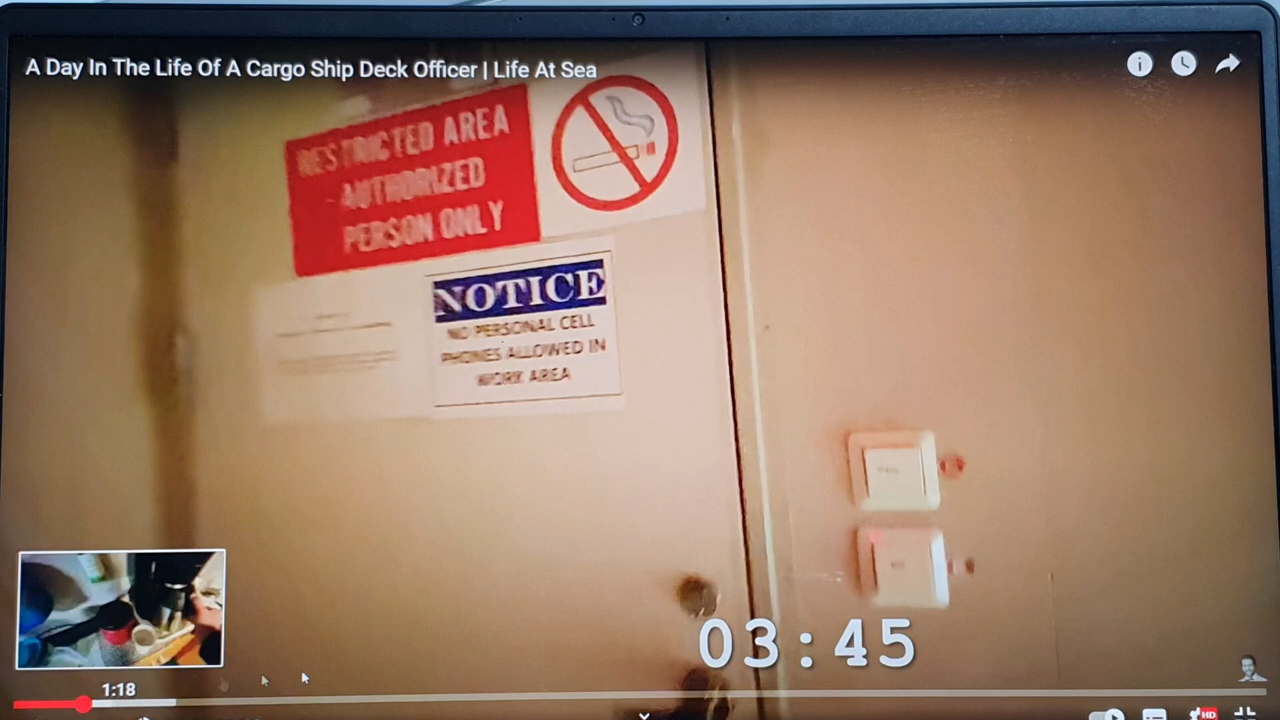 A Day In The Life Of A Cargo Ship Deck Officer | Life At Sea
RESTRICTED AREA
AUTHORIZED
PERSON ONLY
NOTICE
NO PERSONAL CELL
PHONES ALLOWED IN
WORK AREA
03:45
1:18
HD